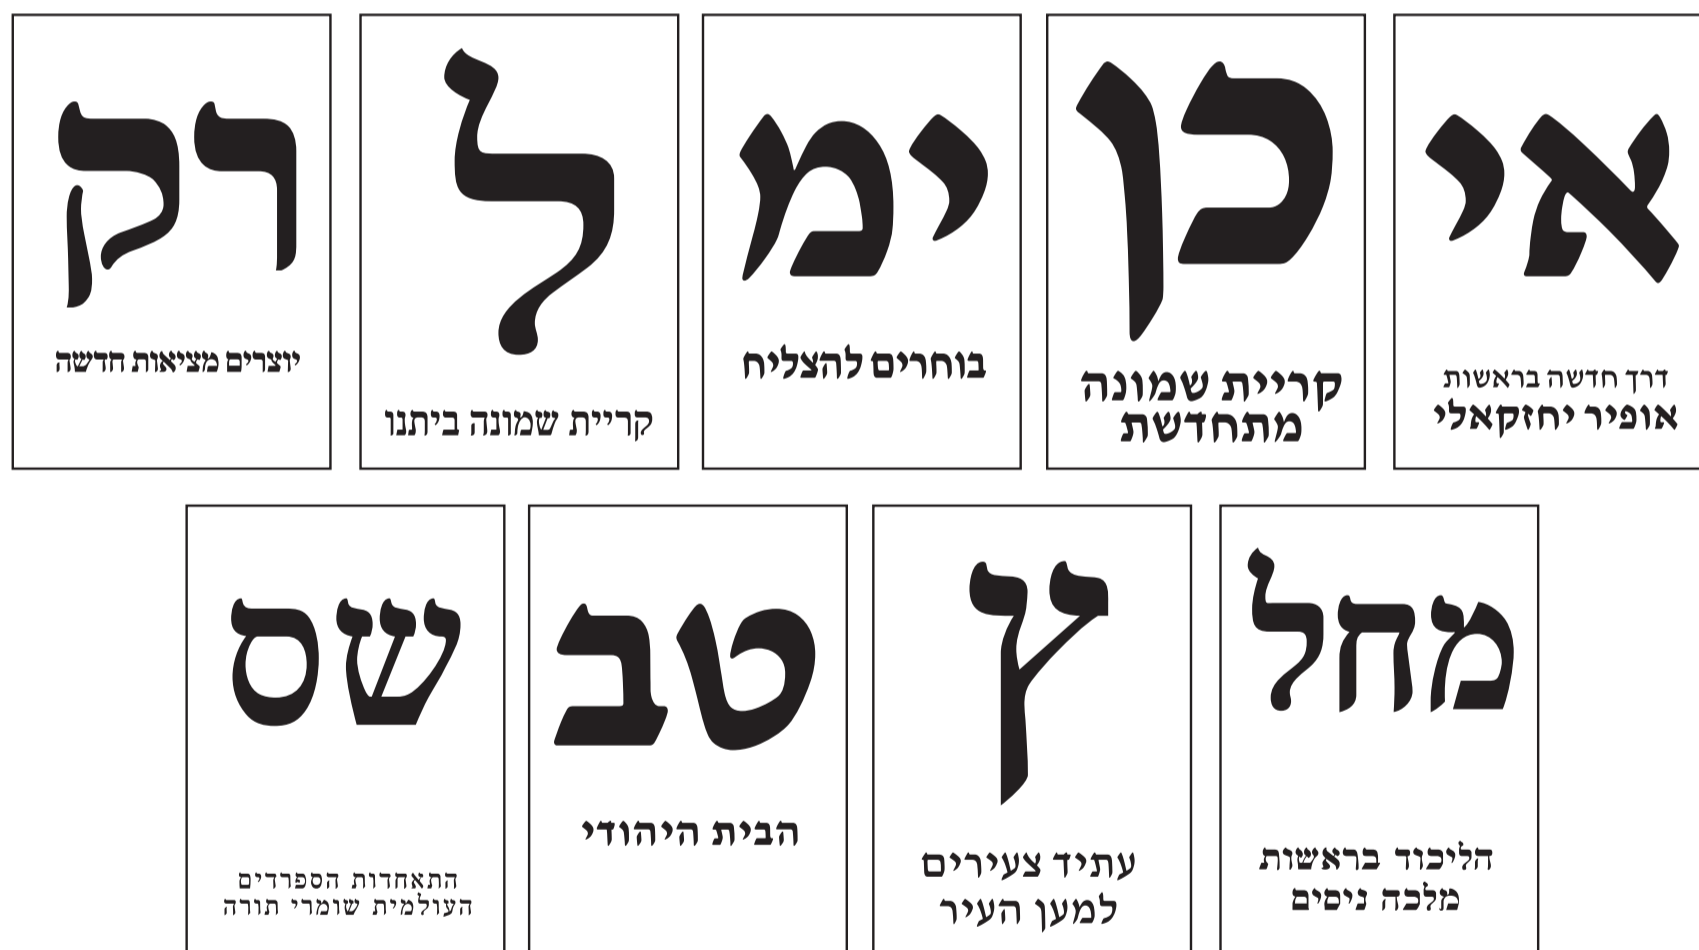 אי
דרך חדשה בראשות
אופיר יחזקאלי
כן
קריית שמונה
מתחדשת
ימ
בוחרים להצליח
ל
קריית שמונה ביתנו
רק
יוצרים מציאות חדשה
מחל
הליכוד בראשות
מלכה ניסים
ץ
עתיד צעירים
למען העיר
טב
הבית היהודי
שס
התאחדות הספרדים
העולמית שומרי תורה